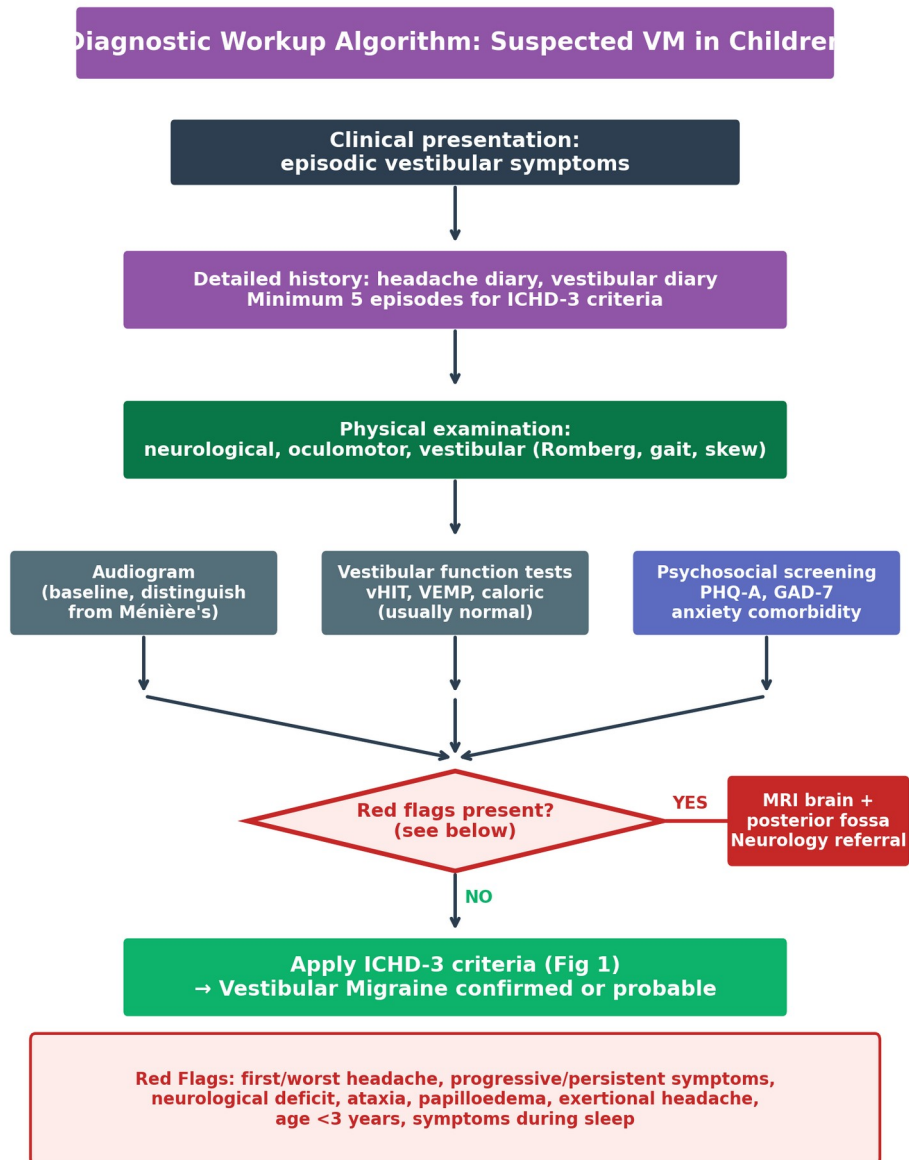 Diagnostic Workup Algorithm: Suspected VM in Children
Clinical presentation:
episodic vestibular symptoms
Detailed history: headache diary, vestibular diary
Minimum 5 episodes for ICHD-3 criteria
Physical examination:
neurological, oculomotor, vestibular (Romberg, gait, skew)
Audiogram
(baseline, distinguish
from Ménière's)
Vestibular function tests
vHIT, VEMP, caloric
(usually normal)
Psychosocial screening
PHQ-A, GAD-7
anxiety comorbidity
Red flags present?
(see below)
YES
MRI brain +
posterior fossa
Neurology referral
NO
Apply ICHD-3 criteria (Fig 1)
→ Vestibular Migraine confirmed or probable
Red Flags: first/worst headache, progressive/persistent symptoms,
neurological deficit, ataxia, papilloedema, exertional headache,
age <3 years, symptoms during sleep